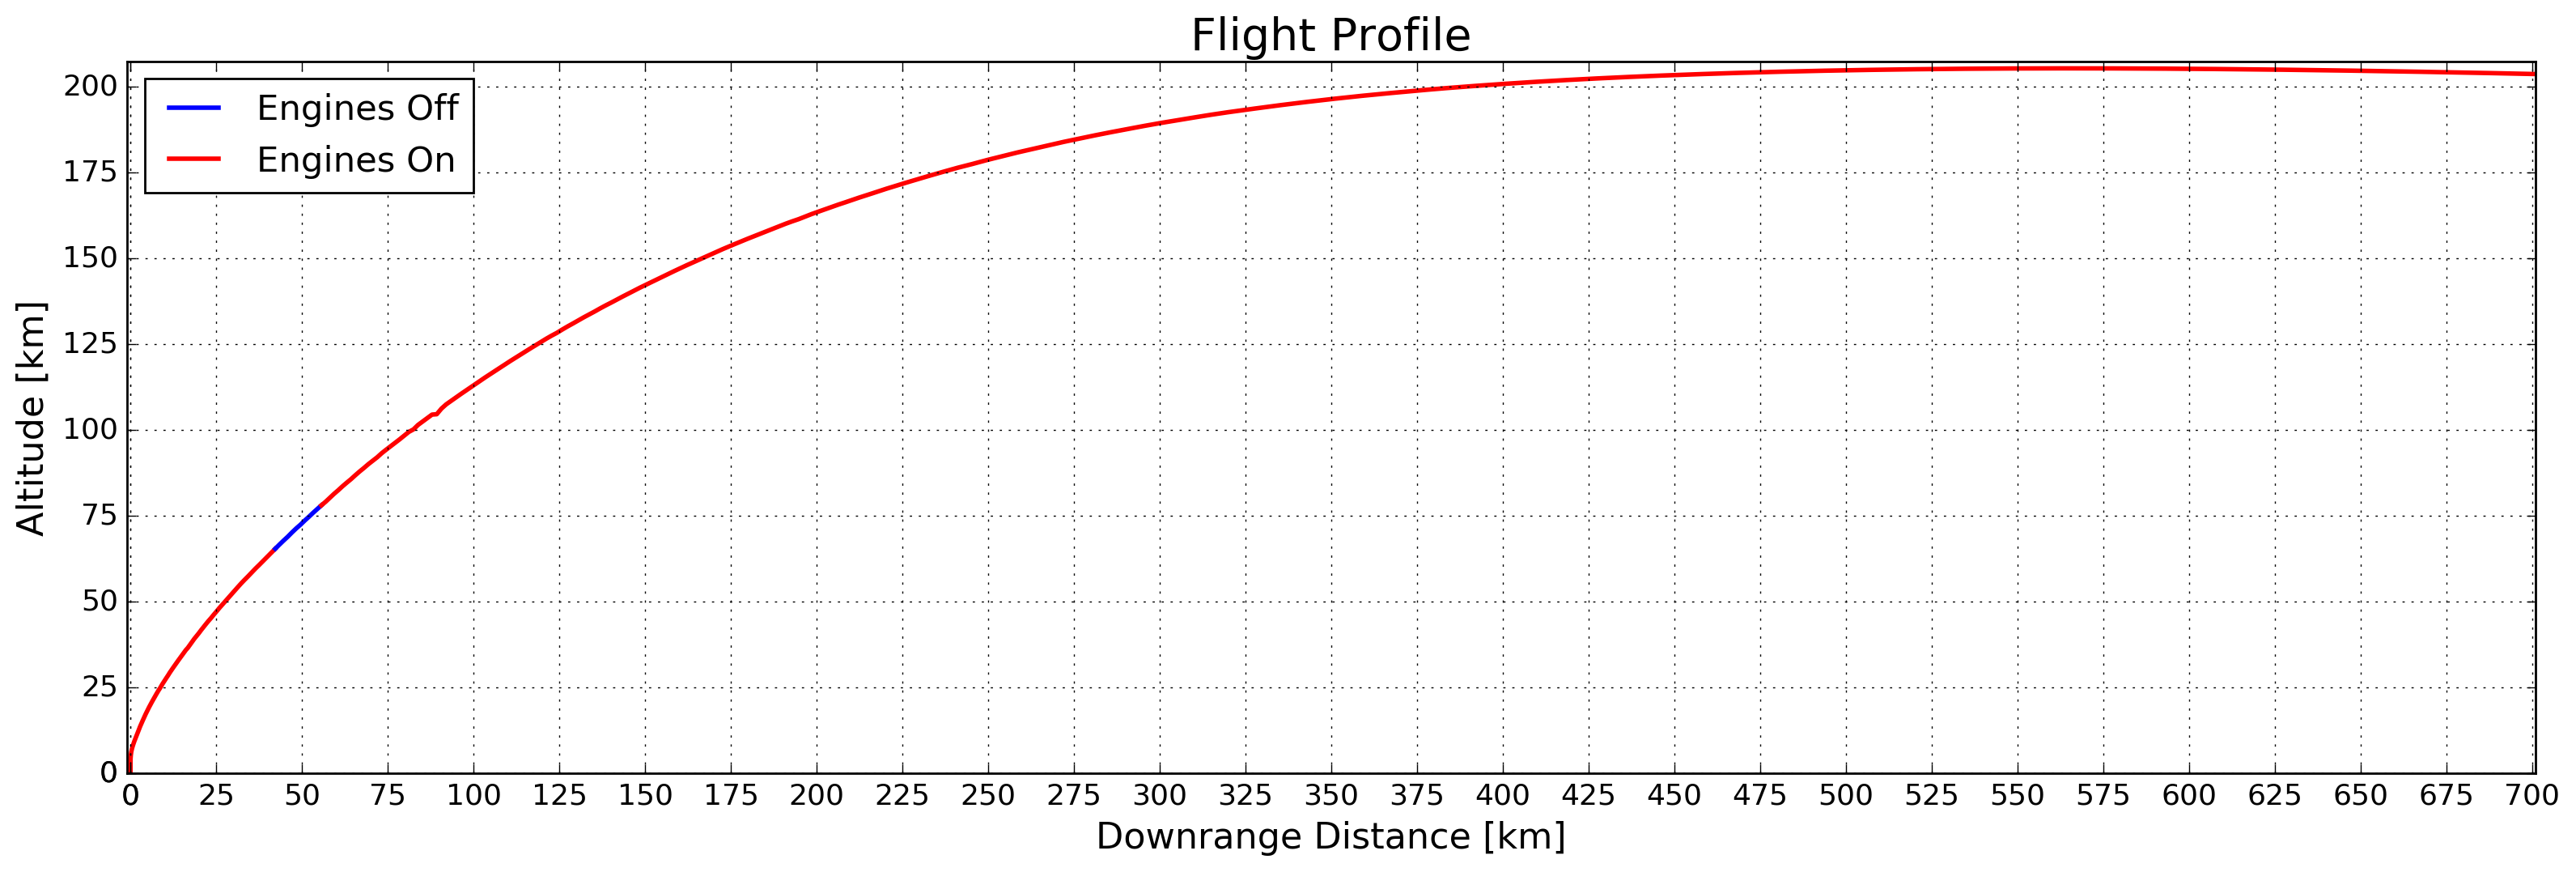 Flight Profile
Engines Off
Engines On
Altitude [km]
200
175
150
125
100
75
50
25
0
0 25 50 75 100 125 150 175 200 225 250 275 300 325 350 375 400 425 450 475 500 525 550 575 600 625 650 675 700
Downrange Distance [km]